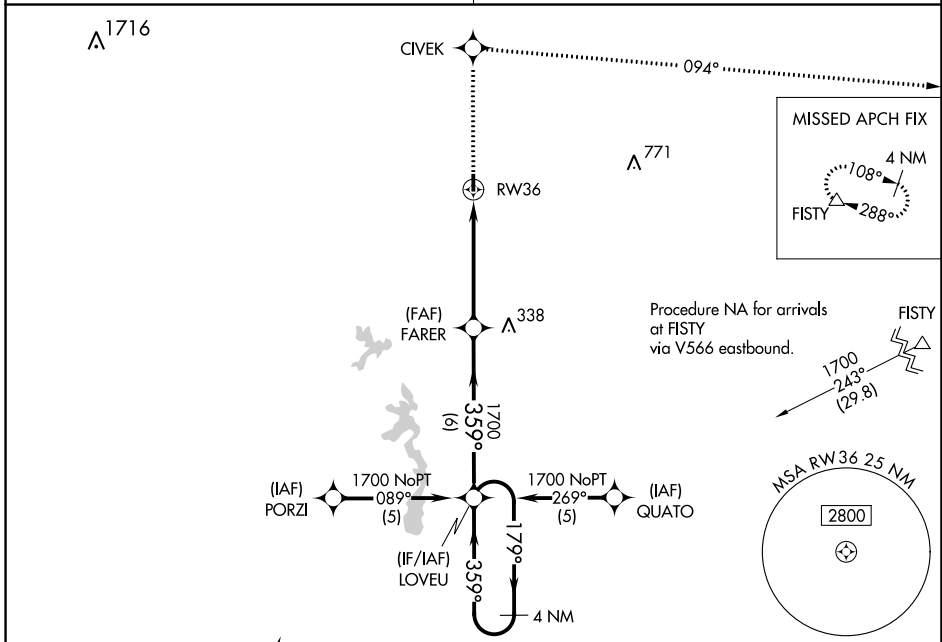 1716
CIVEK
094°
MISSED APCH FIX
4 NM
108°
288°
FISTY
771
RW36
(FAF)
FARER
338
Procedure NA for arrivals
at FISTY
via V566 eastbound.
FISTY
1700
243°
(29.8)
1700
359°
(6)
MSA RW36 25 NM
2800
(IAF)
PORZI
1700 NoPT
089°
(5)
1700 NoPT
269°
(5)
(IAF)
QUATO
(IF/IAF)
LOVEU
359°
179°
4 NM